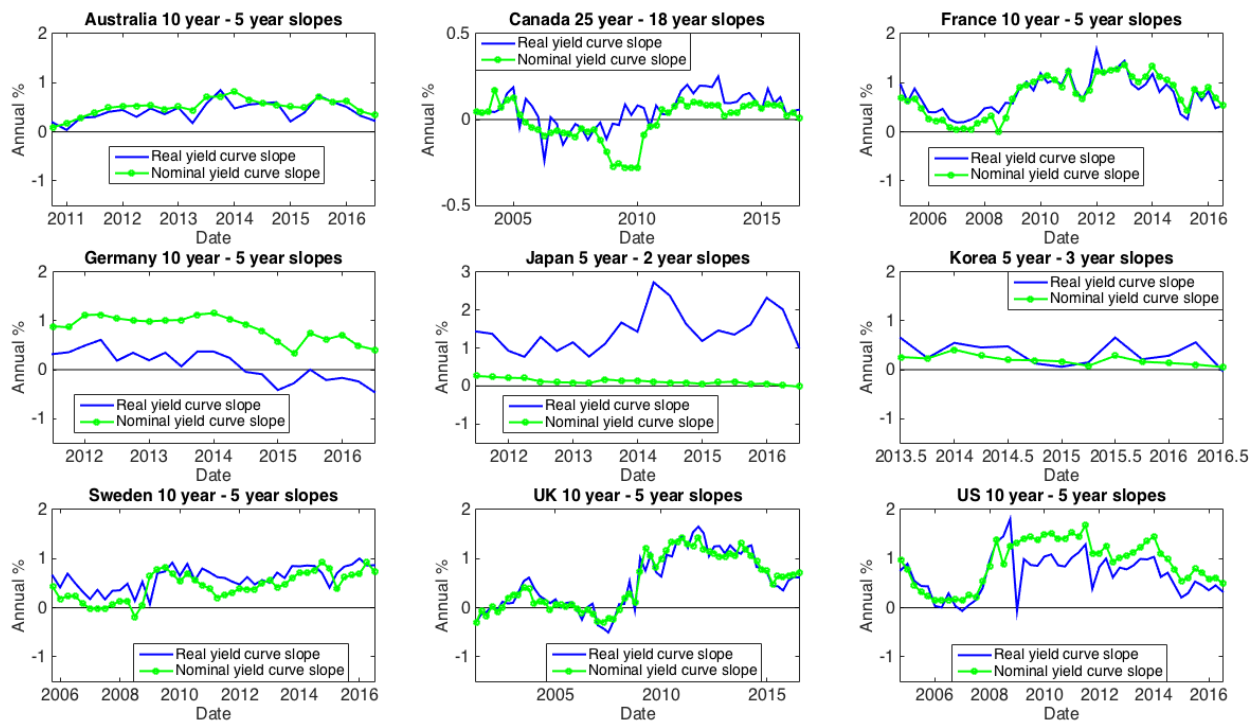 Australia 10 year - 5 year slopes
2
1
0
-1
Annual %
Real yield curve slope
Nominal yield curve slope
2011 2012 2013 2014 2015 2016
Date
Canada 25 year - 18 year slopes
0.5
0
-0.5
Annual %
Real yield curve slope
Nominal yield curve slope
2005 2010 2015
Date
France 10 year - 5 year slopes
2
1
0
-1
Annual %
Real yield curve slope
Nominal yield curve slope
2006 2008 2010 2012 2014 2016
Date
Germany 10 year - 5 year slopes
2
1
0
-1
Annual %
Real yield curve slope
Nominal yield curve slope
2012 2013 2014 2015 2016
Date
Japan 5 year - 2 year slopes
3
2
1
0
-1
Annual %
Real yield curve slope
Nominal yield curve slope
2012 2013 2014 2015 2016
Date
Korea 5 year - 3 year slopes
2
1
0
-1
Annual %
Real yield curve slope
Nominal yield curve slope
2013.5 2014 2014.5 2015 2015.5 2016 2016.5
Date
Sweden 10 year - 5 year slopes
2
1
0
-1
Annual %
Real yield curve slope
Nominal yield curve slope
2006 2008 2010 2012 2014 2016
Date
UK 10 year - 5 year slopes
2
1
0
-1
Annual %
Real yield curve slope
Nominal yield curve slope
2005 2010 2015
Date
US 10 year - 5 year slopes
2
1
0
-1
Annual %
Real yield curve slope
Nominal yield curve slope
2006 2008 2010 2012 2014 2016
Date